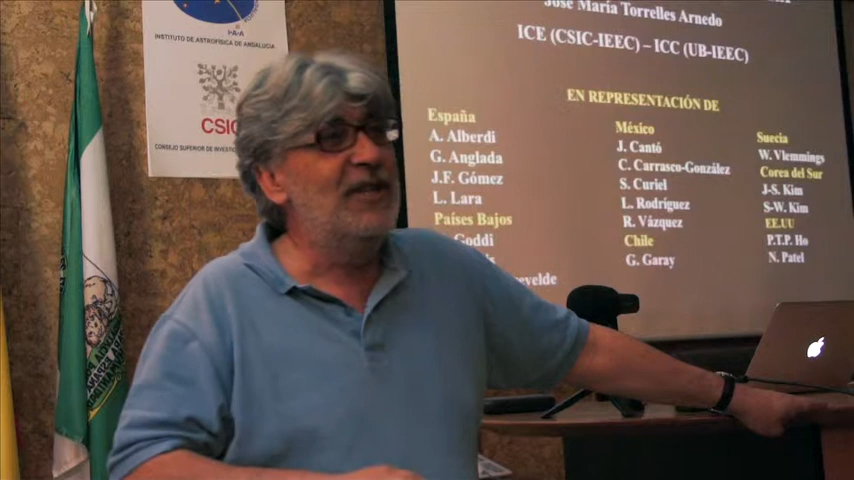 I-A-A
INSTITUTO DE ASTROFÍSICA DE ANDALUCÍA
CSIC
CONSEJO SUPERIOR DE INVESTIGA
José María Torrelles Arnedo
ICE (CSIC-IEEC) – ICC (UB-IEEC)
EN REPRESENTACIÓN DE
España
A. Alberdi
G. Anglada
J.F. Gómez
L. Lara
Países Bajos
Goddi
México
J. Cantó
C. Carrasco-González
S. Curiel
L. Rodríguez
R. Vázquez
Chile
G. Garay
Suecia
W. Vlemmings
Corea del Sur
J-S. Kim
S-W. Kim
EE.UU
P.T.P. Ho
N. Patel